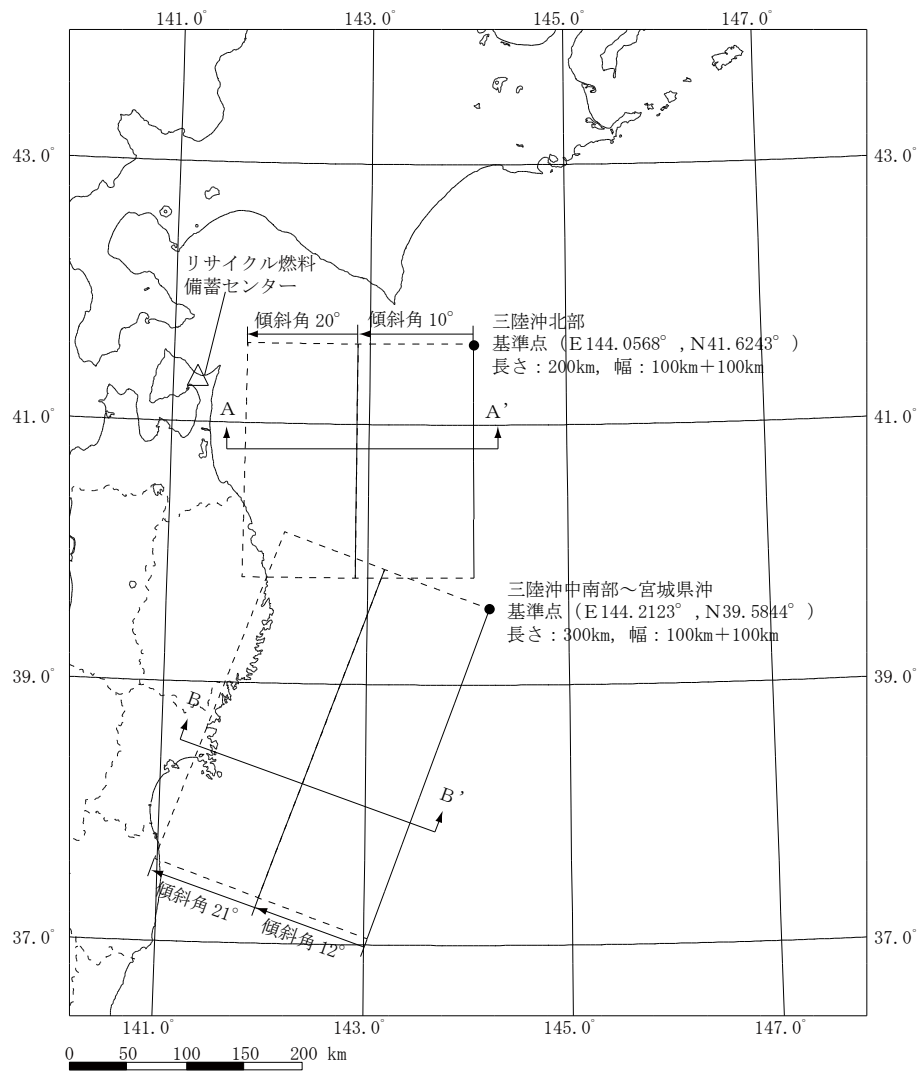 141.0° 143.0° 145.0° 147.0°
43.0° 43.0°
リサイクル燃料
備蓄センター
傾斜角 20° 傾斜角 10°
三陸沖北部
基準点（E144.0568°,N41.6243°）
長さ：200km, 幅：100km＋100km
A A'
41.0° 41.0°
三陸沖中南部～宮城県沖
基準点（E144.2123°,N39.5844°）
長さ：300km, 幅：100km＋100km
39.0° 39.0°
B
B'
傾斜角 21°
傾斜角 12°
37.0° 37.0°
141.0° 143.0° 145.0° 147.0°
0 50 100 150 200 km